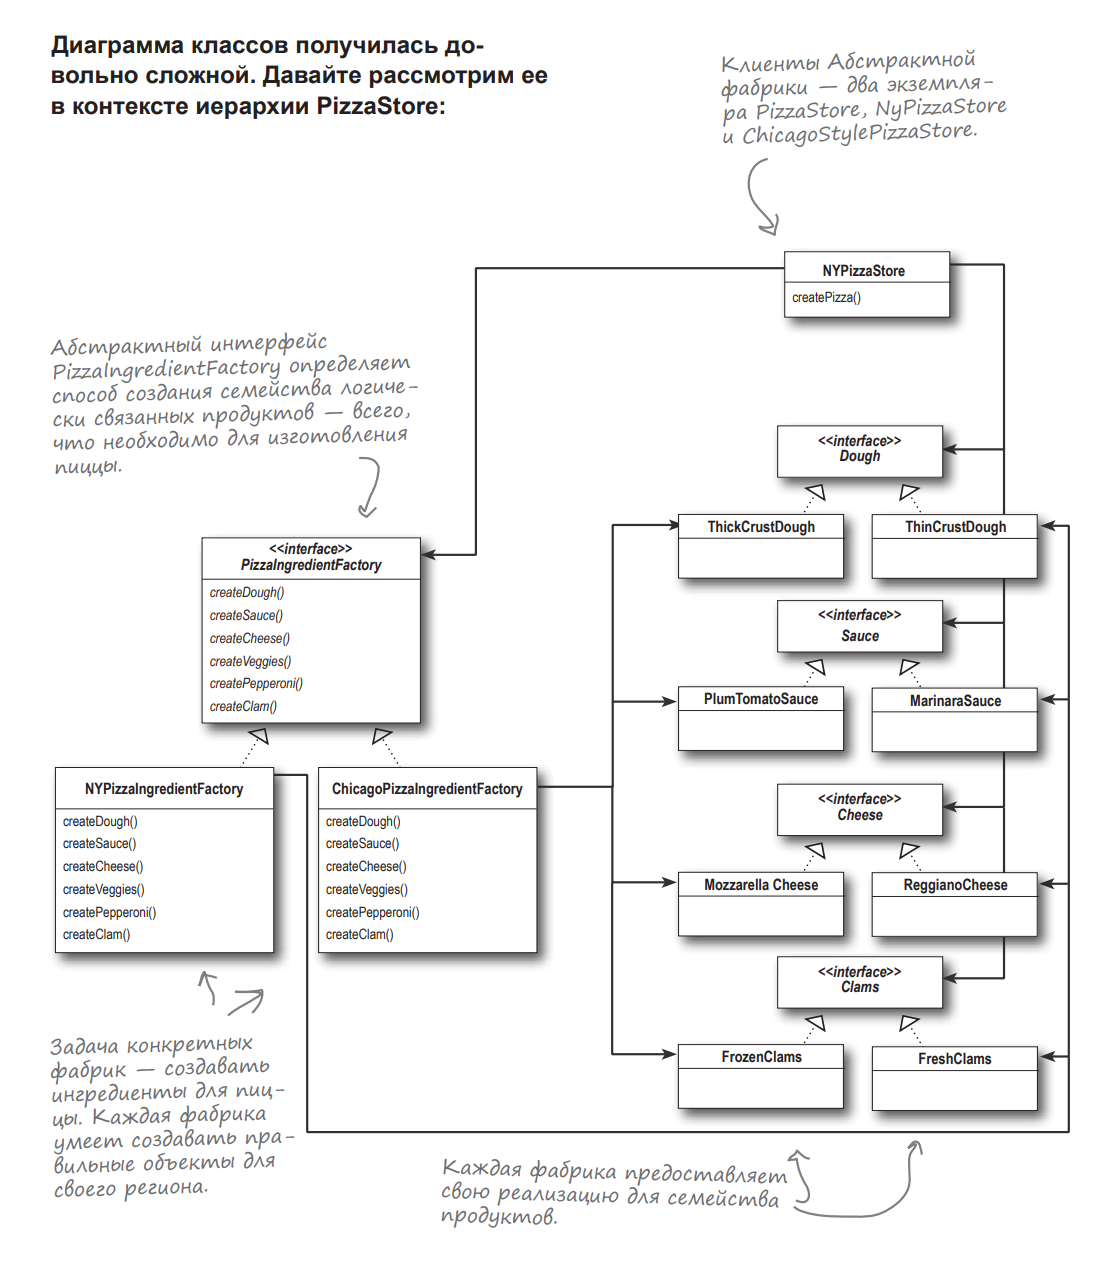 Диаграмма классов получилась до-
вольно сложной. Давайте рассмотрим ее
в контексте иерархии PizzaStore:
Клиенты Абстрактной
фабрики — два экземпля-
ра PizzaStore, NyPizzaStore
и ChicagoStylePizzaStore.
NYPizzaStore
createPizza()
Абстрактный интерфейс
PizzaIngredientFactory определяет
способ создания семейства логиче-
ски связанных продуктов — всего,
что необходимо для изготовления
пиццы.
<<interface>>
Dough
ThickCrustDough
ThinCrustDough
<<interface>>
PizzaIngredientFactory
createDough()
createSauce()
createCheese()
createVeggies()
createPepperoni()
createClam()
<<interface>>
Sauce
PlumTomatoSauce
MarinaraSauce
NYPizzaIngredientFactory
createDough()
createSauce()
createCheese()
createVeggies()
createPepperoni()
createClam()
ChicagoPizzaIngredientFactory
createDough()
createSauce()
createCheese()
createVeggies()
createPepperoni()
createClam()
<<interface>>
Cheese
Mozzarella Cheese
ReggianoCheese
<<interface>>
Clams
FrozenClams
FreshClams
Задача конкретных
фабрик — создавать
ингредиенты для пиц-
цы. Каждая фабрика
умеет создавать пра-
вильные объекты для
своего региона.
Каждая фабрика предоставляет
свою реализацию для семейства
продуктов.